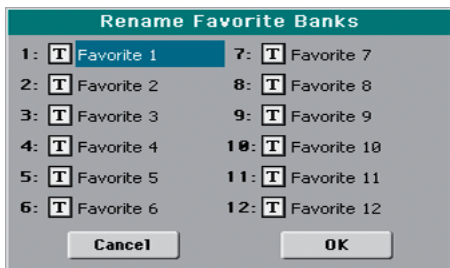 Rename Favorite Banks
1: T Favorite 1
2: T Favorite 2
3: T Favorite 3
4: T Favorite 4
5: T Favorite 5
6: T Favorite 6
7: T Favorite 7
8: T Favorite 8
9: T Favorite 9
10: T Favorite 10
11: T Favorite 11
12: T Favorite 12
Cancel
OK